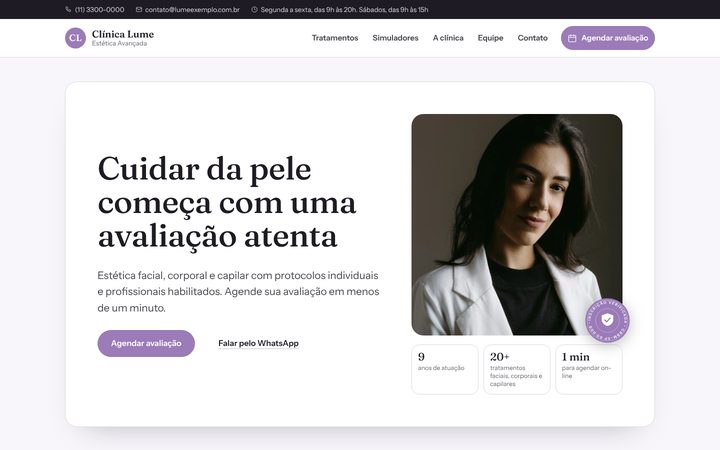 (11) 3300-0000
contato@lumeexemplo.com.br
Segunda a sexta, das 9h às 20h. Sábados, das 9h às 15h
CL
Clínica Lume
Estética Avançada
Tratamentos
Simuladores
A clínica
Equipe
Contato
Agendar avaliação
Cuidar da pele
começa com uma
avaliação atenta
Estética facial, corporal e capilar com protocolos individuais
e profissionais habilitados. Agende sua avaliação em menos
de um minuto.
Agendar avaliação
Falar pelo WhatsApp
INSCRIÇÃO VERIFICADA
9
anos de atuação
20+
tratamentos
faciais, corporais e
capilares
1 min
para agendar on-
line